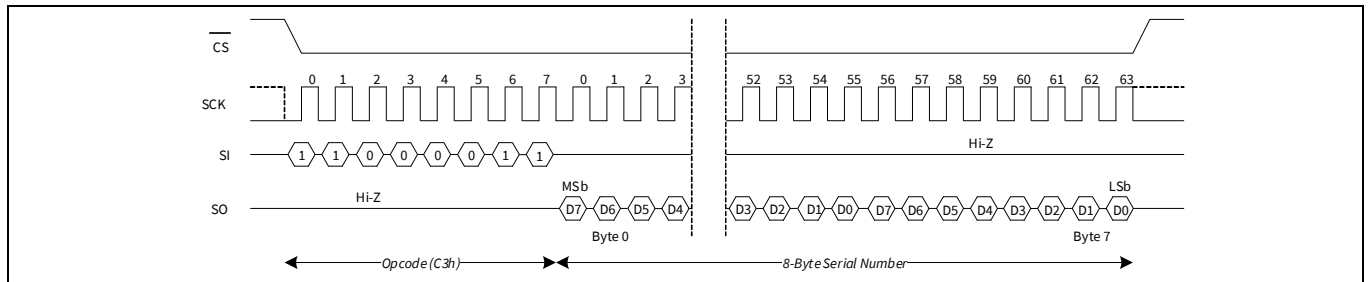 CS
0 1 2 3 4 5 6 7 0 1 2 3 52 53 54 55 56 57 58 59 60 61 62 63
SCK
Hi-Z
SI 1 1 0 0 0 0 1 1
MSb LSb
Hi-Z
SO D7 D6 D5 D4 D3 D2 D1 D0 D7 D6 D5 D4 D3 D2 D1 D0
Byte 0 Byte 7
Opcode (C3h) 8-Byte Serial Number